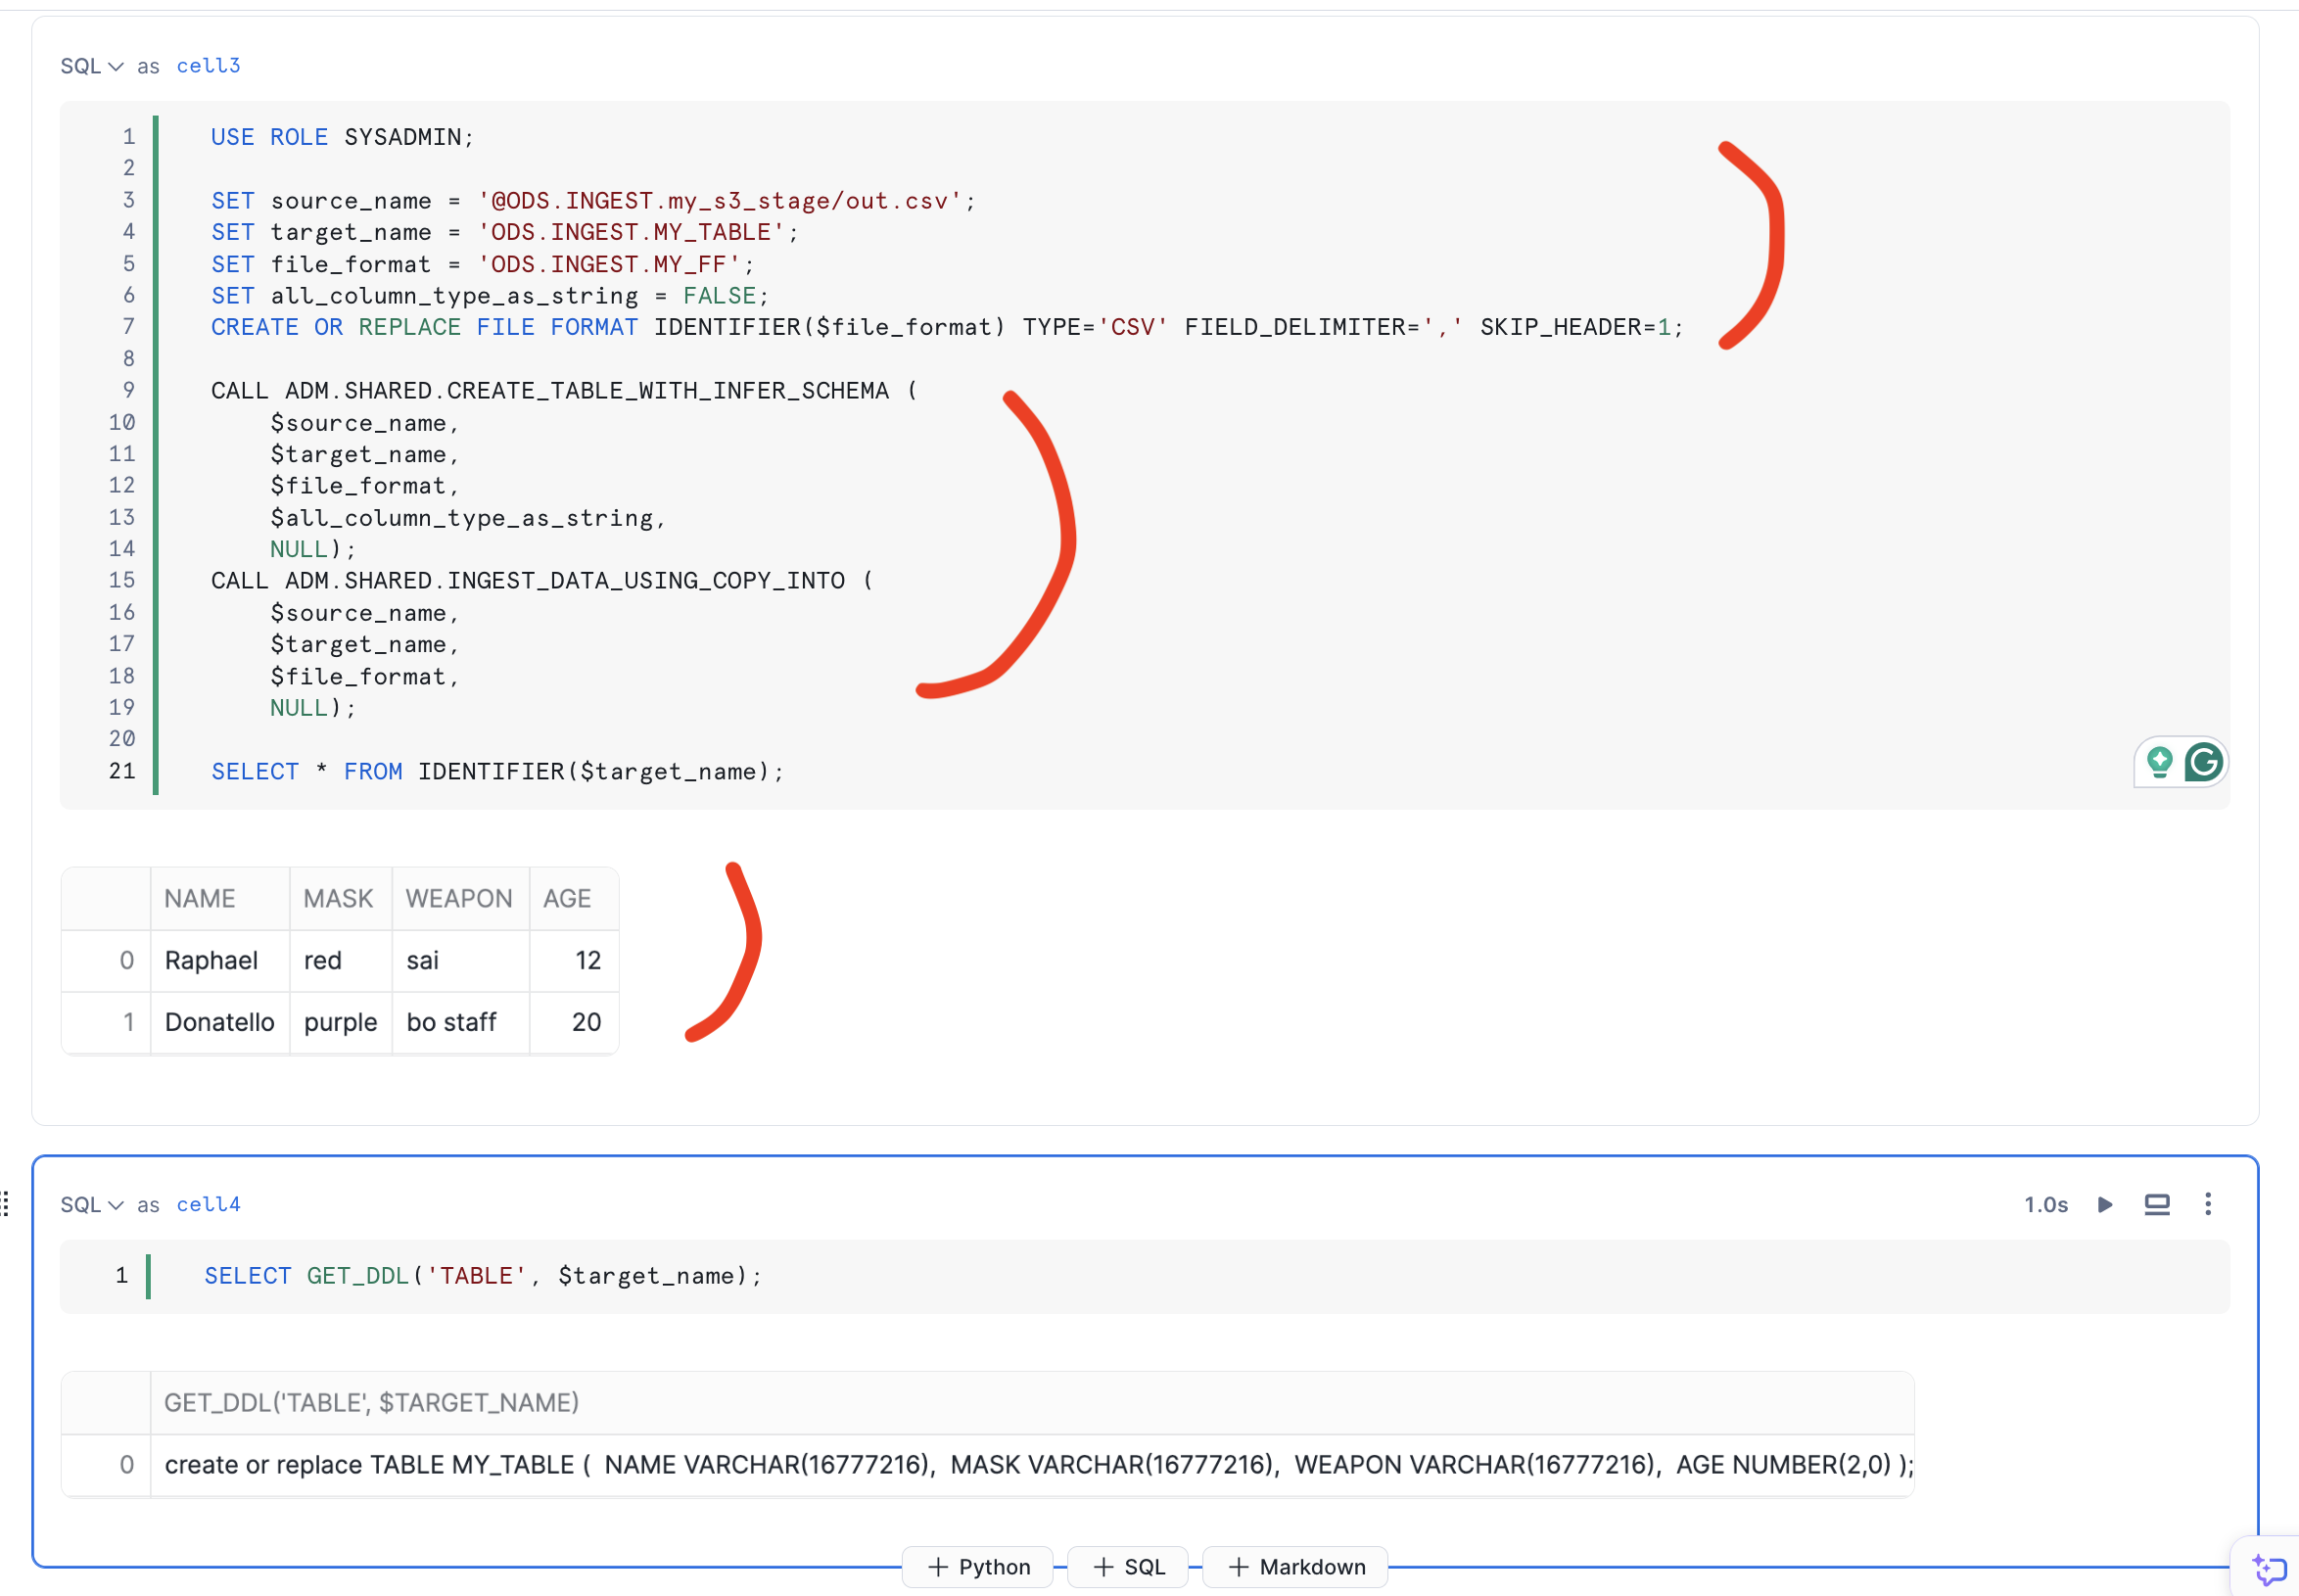 SQL as cell3
1 USE ROLE SYSADMIN;
2
3 SET source_name = '@ODS.INGEST.my_s3_stage/out.csv';
4 SET target_name = 'ODS.INGEST.MY_TABLE';
5 SET file_format = 'ODS.INGEST.MY_FF';
6 SET all_column_type_as_string = FALSE;
7 CREATE OR REPLACE FILE FORMAT IDENTIFIER($file_format) TYPE='CSV' FIELD_DELIMITER=',' SKIP_HEADER=1;
8
9 CALL ADM.SHARED.CREATE_TABLE_WITH_INFER_SCHEMA (
10 $source_name,
11 $target_name,
12 $file_format,
13 $all_column_type_as_string,
14 NULL);
15 CALL ADM.SHARED.INGEST_DATA_USING_COPY_INTO (
16 $source_name,
17 $target_name,
18 $file_format,
19 NULL);
20
21 SELECT * FROM IDENTIFIER($target_name);
NAME MASK WEAPON AGE
0 Raphael red sai 12
1 Donatello purple bo staff 20
SQL as cell4 1.0s
1 SELECT GET_DDL('TABLE', $target_name);
GET_DDL('TABLE', $TARGET_NAME)
0 create or replace TABLE MY_TABLE ( NAME VARCHAR(16777216), MASK VARCHAR(16777216), WEAPON VARCHAR(16777216), AGE NUMBER(2,0) );
+ Python + SQL + Markdown